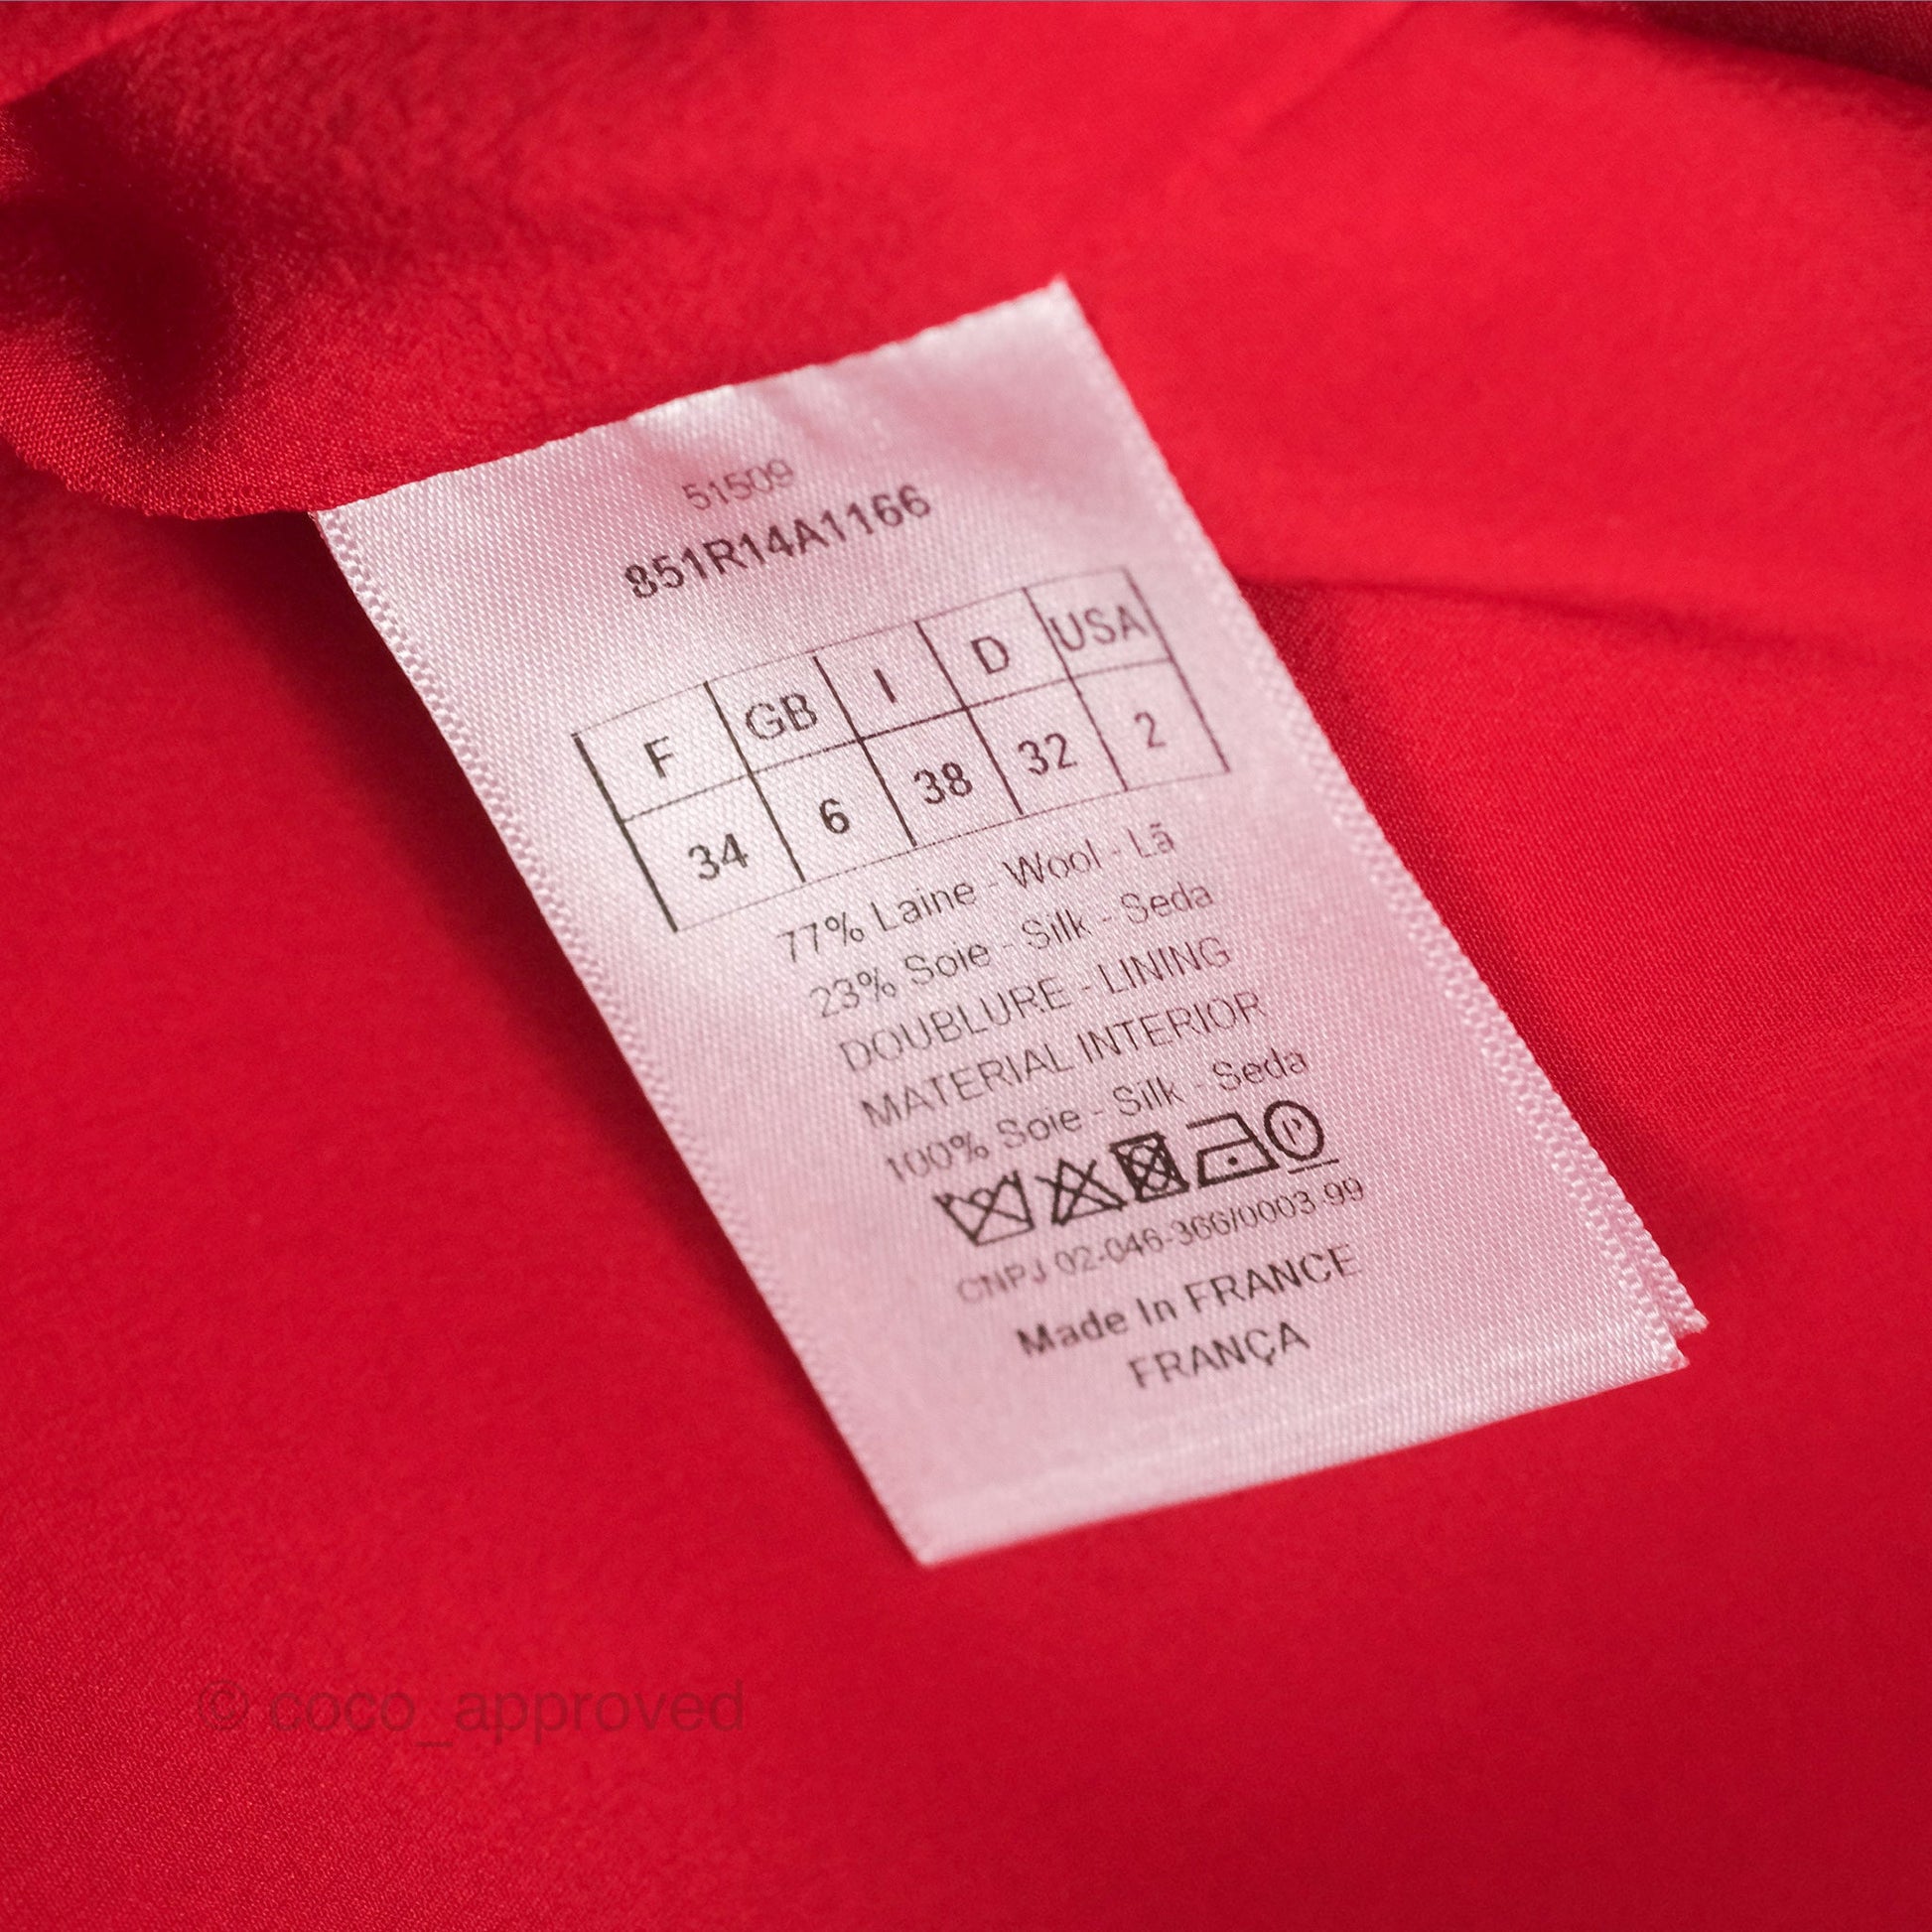 51509
851R14A1166
F GB I D USA
34 6 38 32 2
77% Laine - Wool - Lã
23% Soie - Silk - Seda
DOUBLURE - LINING
MATERIAL INTERIOR
100% Soie - Silk - Seda
CNPJ 02-046-366/0003-99
Made In FRANCE
FRANÇA
© coco_approved